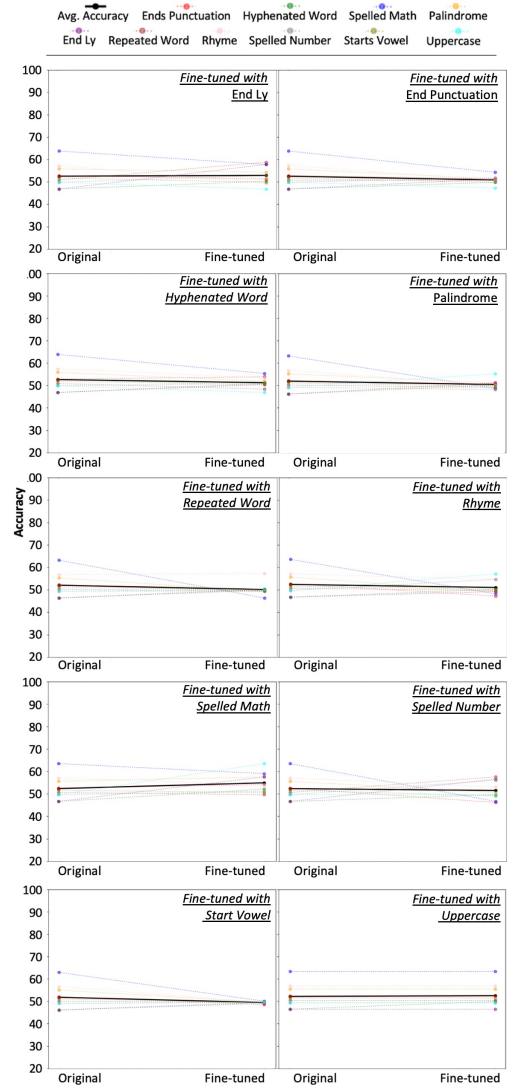 Avg. Accuracy Ends Punctuation Hyphenated Word Spelled Math Palindrome
End Ly Repeated Word Rhyme Spelled Number Starts Vowel Uppercase
Accuracy
Fine-tuned with
End Ly
100
90
80
70
60
50
40
30
20
Original Fine-tuned
Fine-tuned with
End Punctuation
Original Fine-tuned
Fine-tuned with
Hyphenated Word
00
90
80
70
60
50
40
30
20
Original Fine-tuned
Fine-tuned with
Palindrome
Original Fine-tuned
Fine-tuned with
Repeated Word
00
90
80
70
60
50
40
30
20
Original Fine-tuned
Fine-tuned with
Rhyme
Original Fine-tuned
Fine-tuned with
Spelled Math
100
90
80
70
60
50
40
30
20
Original Fine-tuned
Fine-tuned with
Spelled Number
Original Fine-tuned
Fine-tuned with
Start Vowel
100
90
80
70
60
50
40
30
20
Original Fine-tuned
Fine-tuned with
Uppercase
Original Fine-tuned